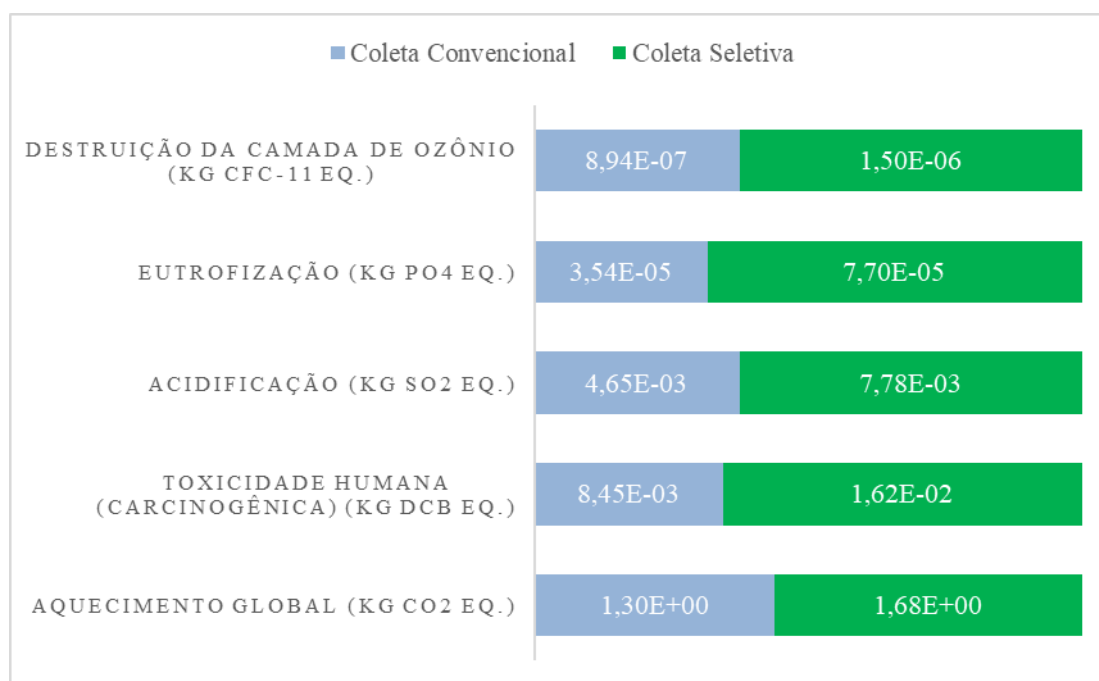 Coleta Convencional Coleta Seletiva
DESTRUIÇÃO DA CAMADA DE OZÔNIO
(KG CFC-11 EQ.)
8,94E-07 1,50E-06
EUTROFIZAÇÃO (KG PO4 EQ.)
3,54E-05 7,70E-05
ACIDIFICAÇÃO (KG SO2 EQ.)
4,65E-03 7,78E-03
TOXICIDADE HUMANA
(CARCINOGÊNICA) (KG DCB EQ.)
8,45E-03 1,62E-02
AQUECIMENTO GLOBAL (KG CO2 EQ.)
1,30E+00 1,68E+00